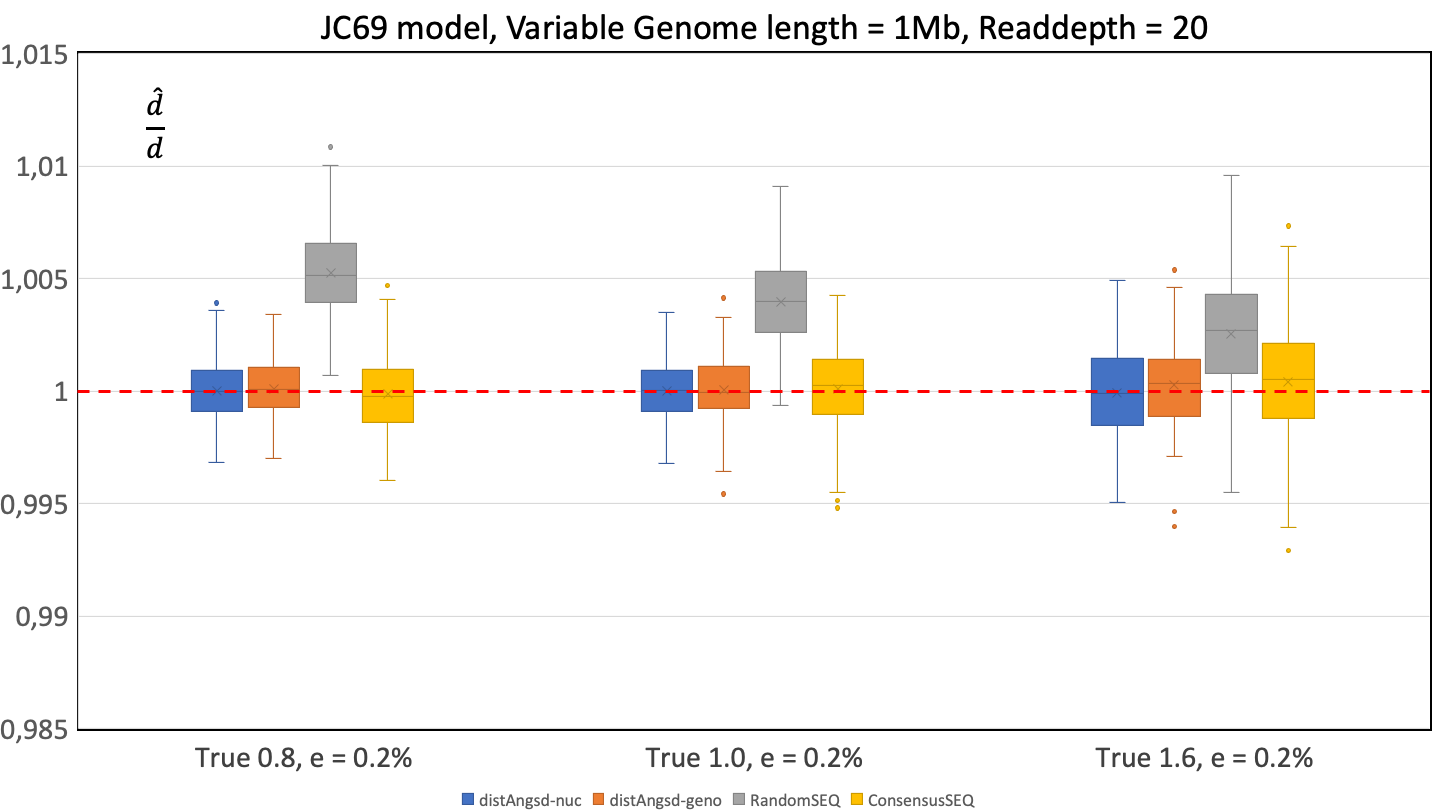 JC69 model, Variable Genome length = 1Mb, Readdepth = 20
1,015
d̂
d
1,01
1,005
1
0,995
0,99
0,985
True 0.8, e = 0.2% True 1.0, e = 0.2% True 1.6, e = 0.2%
distAngsd-nuc distAngsd-geno RandomSEQ ConsensusSEQ